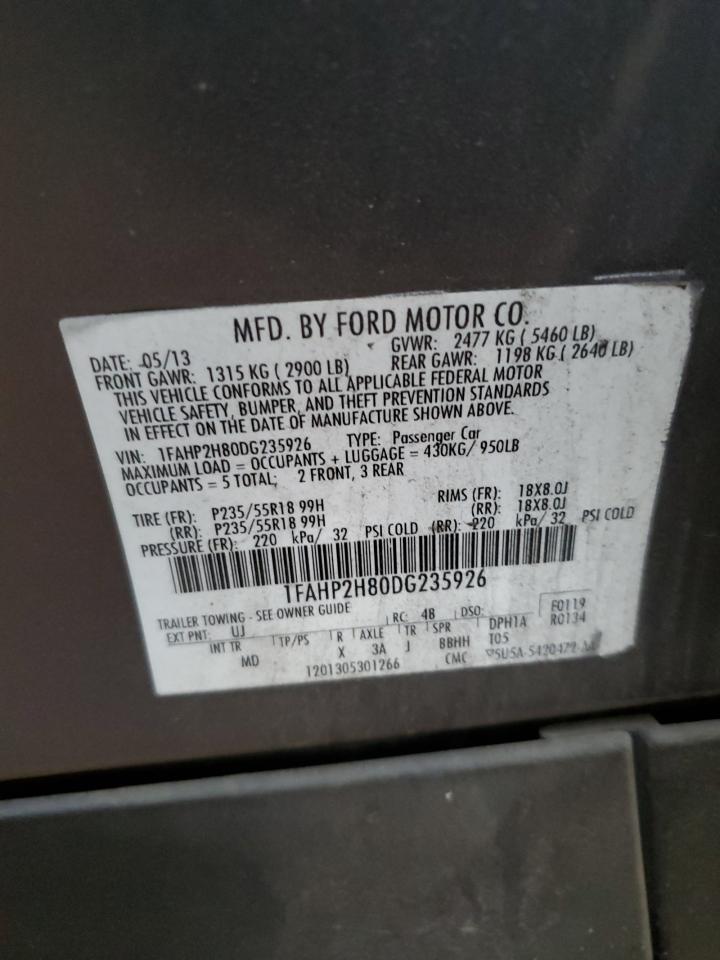 MFD. BY FORD MOTOR CO.
DATE: 05/13 GVWR: 2477 KG ( 5460 LB)
FRONT GAWR: 1315 KG ( 2900 LB) REAR GAWR: 1198 KG ( 2640 LB)
THIS VEHICLE CONFORMS TO ALL APPLICABLE FEDERAL MOTOR
VEHICLE SAFETY, BUMPER, AND THEFT PREVENTION STANDARDS
IN EFFECT ON THE DATE OF MANUFACTURE SHOWN ABOVE.
VIN: 1FAHP2H80DG235926 TYPE: Passenger Car
MAXIMUM LOAD = OCCUPANTS + LUGGAGE = 430KG/ 950LB
OCCUPANTS = 5 TOTAL; 2 FRONT, 3 REAR
TIRE (FR): P235/55R18 99H RIMS (FR): 18X8.0J
(RR): P235/55R18 99H (RR): 18X8.0J
PRESSURE (FR): 220 kPa/ 32 PSI COLD (RR): 220 kPa/ 32 PSI COLD
1FAHP2H80DG235926
TRAILER TOWING - SEE OWNER GUIDE RC: 48 DSO: F0119
EXT PNT: UJ R0134
INT TR TP/PS R AXLE TR SPR DPH1A
MD X 3A J BBHH T05
1201305301266 CMC